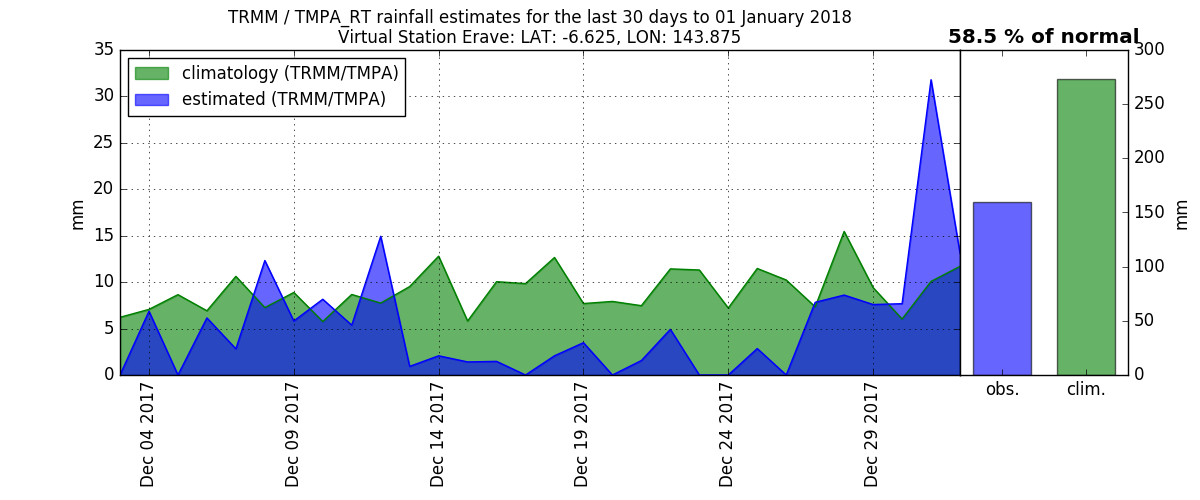 TRMM / TMPA_RT rainfall estimates for the last 30 days to 01 January 2018
Virtual Station Erave: LAT: -6.625, LON: 143.875
58.5 % of normal
climatology (TRMM/TMPA)
estimated (TRMM/TMPA)
mm
35
30
25
20
15
10
5
0
Dec 04 2017
Dec 09 2017
Dec 14 2017
Dec 19 2017
Dec 24 2017
Dec 29 2017
obs.
clim.
300
250
200
150
100
50
0
mm